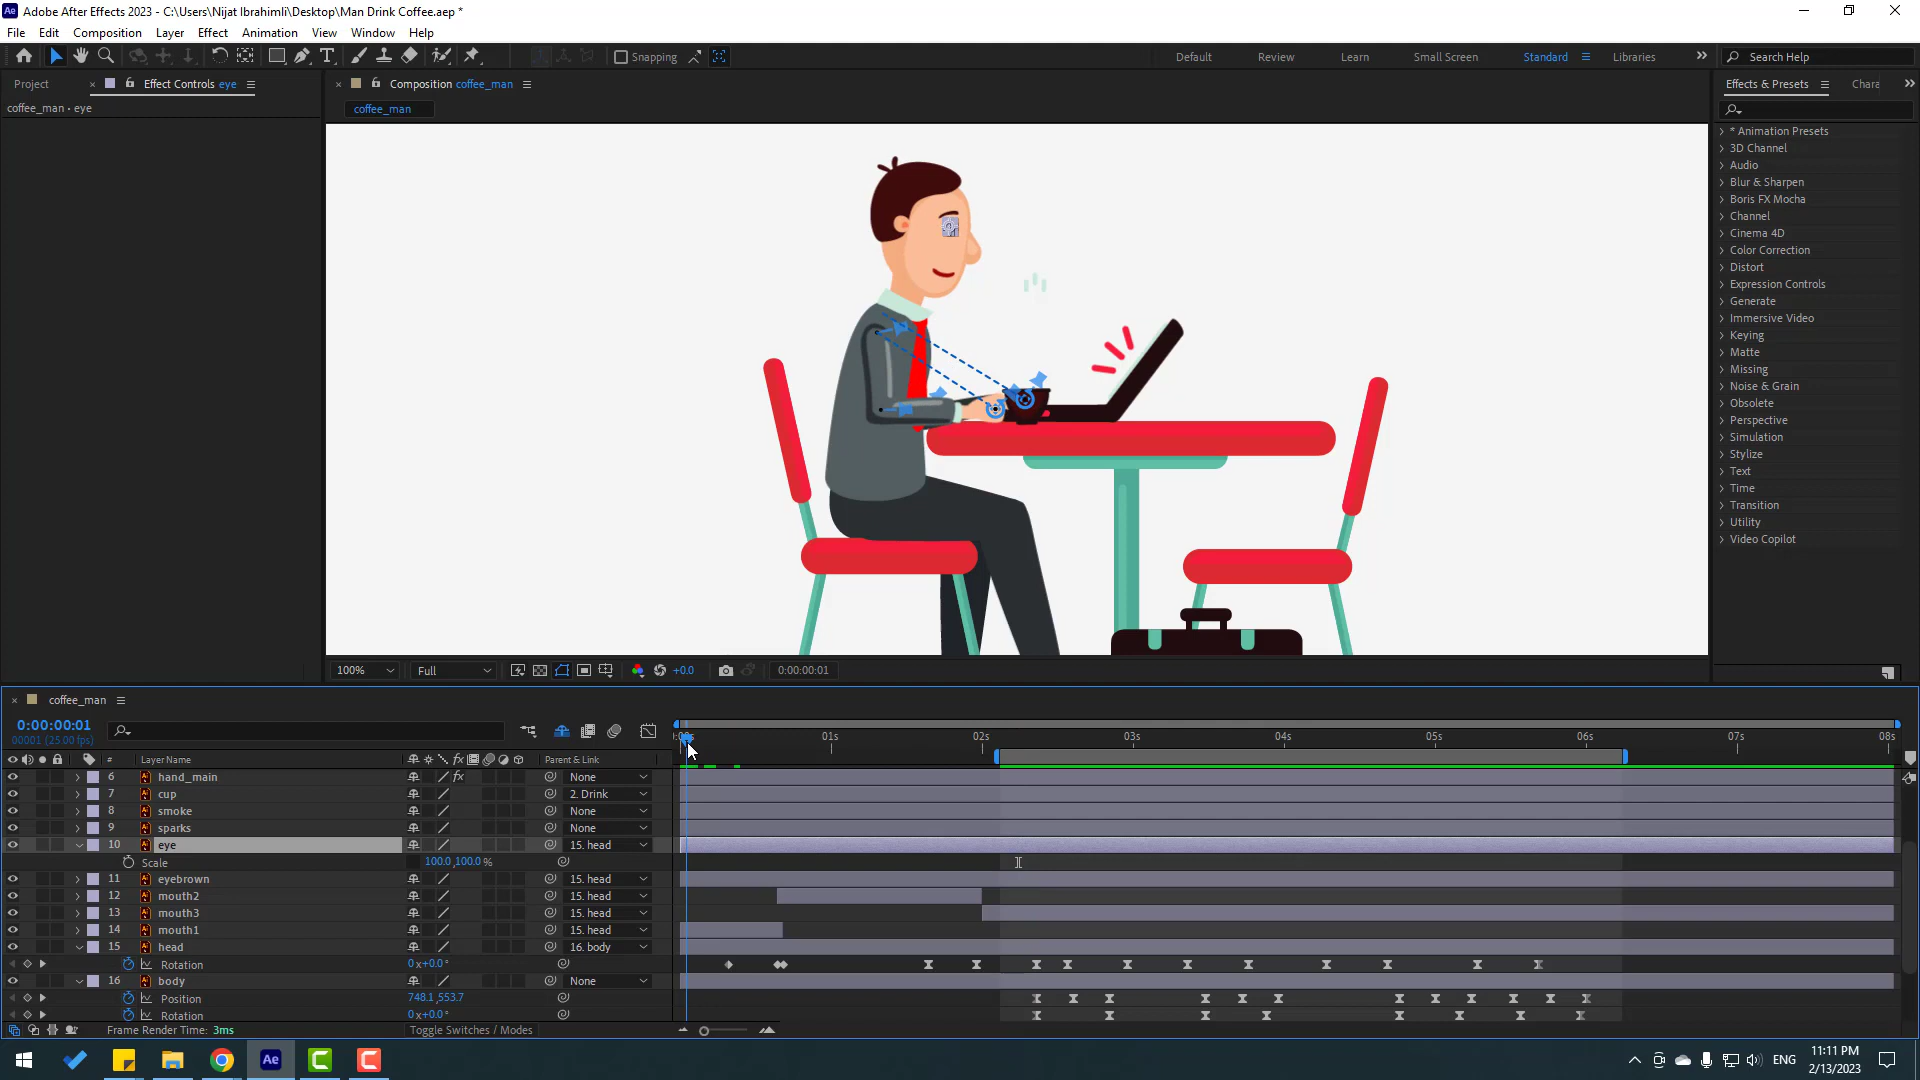 Adobe After Effects 2023 - C:\Users\Nijat Ibrahimli\Desktop\Man Drink Coffee.aep *
File Edit Composition Layer Effect Animation View Window Help
Snapping
Default Review Learn Small Screen Standard Libraries
Search Help
Project
Effect Controls eye
coffee_man • eye
Composition coffee_man
coffee_man
Effects & Presets
* Animation Presets
3D Channel
Audio
Blur & Sharpen
Boris FX Mocha
Channel
Cinema 4D
Color Correction
Distort
Expression Controls
Generate
Immersive Video
Keying
Matte
Missing
Noise & Grain
Obsolete
Perspective
Simulation
Stylize
Text
Time
Transition
Utility
Video Copilot
100% Full +0.0 0:00:00:01
coffee_man
0:00:00:01
00001 (25.00 fps)
01s 02s 03s 04s 05s 06s 07s 08s
# Layer Name fx Parent & Link
6 hand_main fx None
7 cup 2. Drink
8 smoke None
9 sparks None
10 eye 15. head
Scale 100.0,100.0 %
11 eyebrown 15. head
12 mouth2 15. head
13 mouth3 15. head
14 mouth1 15. head
15 head 16. body
Rotation 0x+0.0°
16 body None
Position 748.1,553.7
Rotation 0x+0.0°
Frame Render Time: 3ms Toggle Switches / Modes
Ae
ENG
11:11 PM
2/13/2023